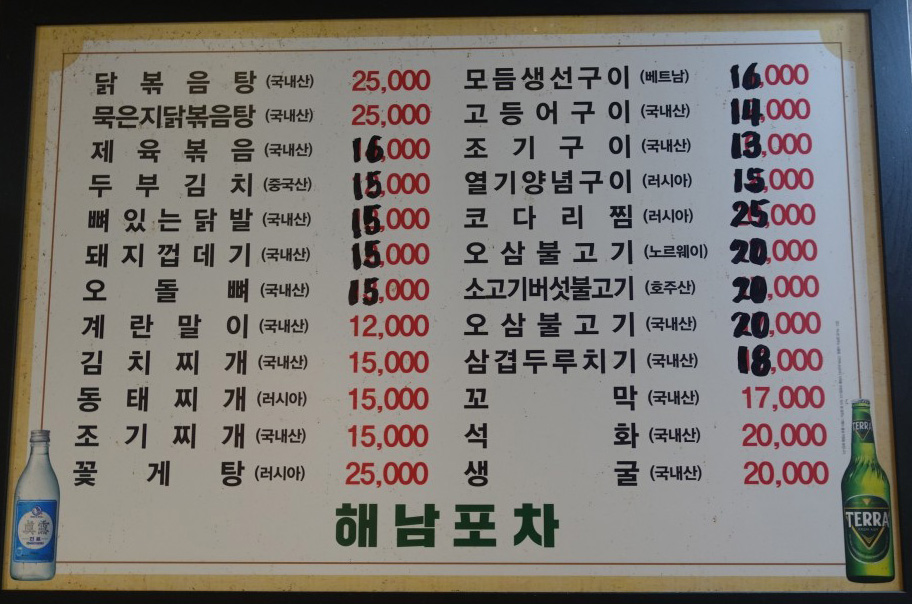 닭볶음탕 (국내산) 25,000
묵은지닭볶음탕 (국내산) 25,000
제육볶음 (국내산) 16,000
두부김치 (중국산) 15,000
뼈있는닭발 (국내산) 15,000
돼지껍데기 (국내산) 15,000
오돌뼈 (국내산) 15,000
계란말이 (국내산) 12,000
김치찌개 (국내산) 15,000
동태찌개 (러시아) 15,000
조기찌개 (국내산) 15,000
꽃게탕 (러시아) 25,000
모듬생선구이 (베트남) 16,000
고등어구이 (국내산) 14,000
조기구이 (국내산) 13,000
열기양념구이 (러시아) 15,000
코다리찜 (러시아) 25,000
오삼불고기 (노르웨이) 20,000
소고기버섯불고기 (호주산) 20,000
오삼불고기 (국내산) 20,000
삼겹두루치기 (국내산) 18,000
꼬막 (국내산) 17,000
석화 (국내산) 20,000
생굴 (국내산) 20,000
해남포차
眞露
TERRA
TERRA